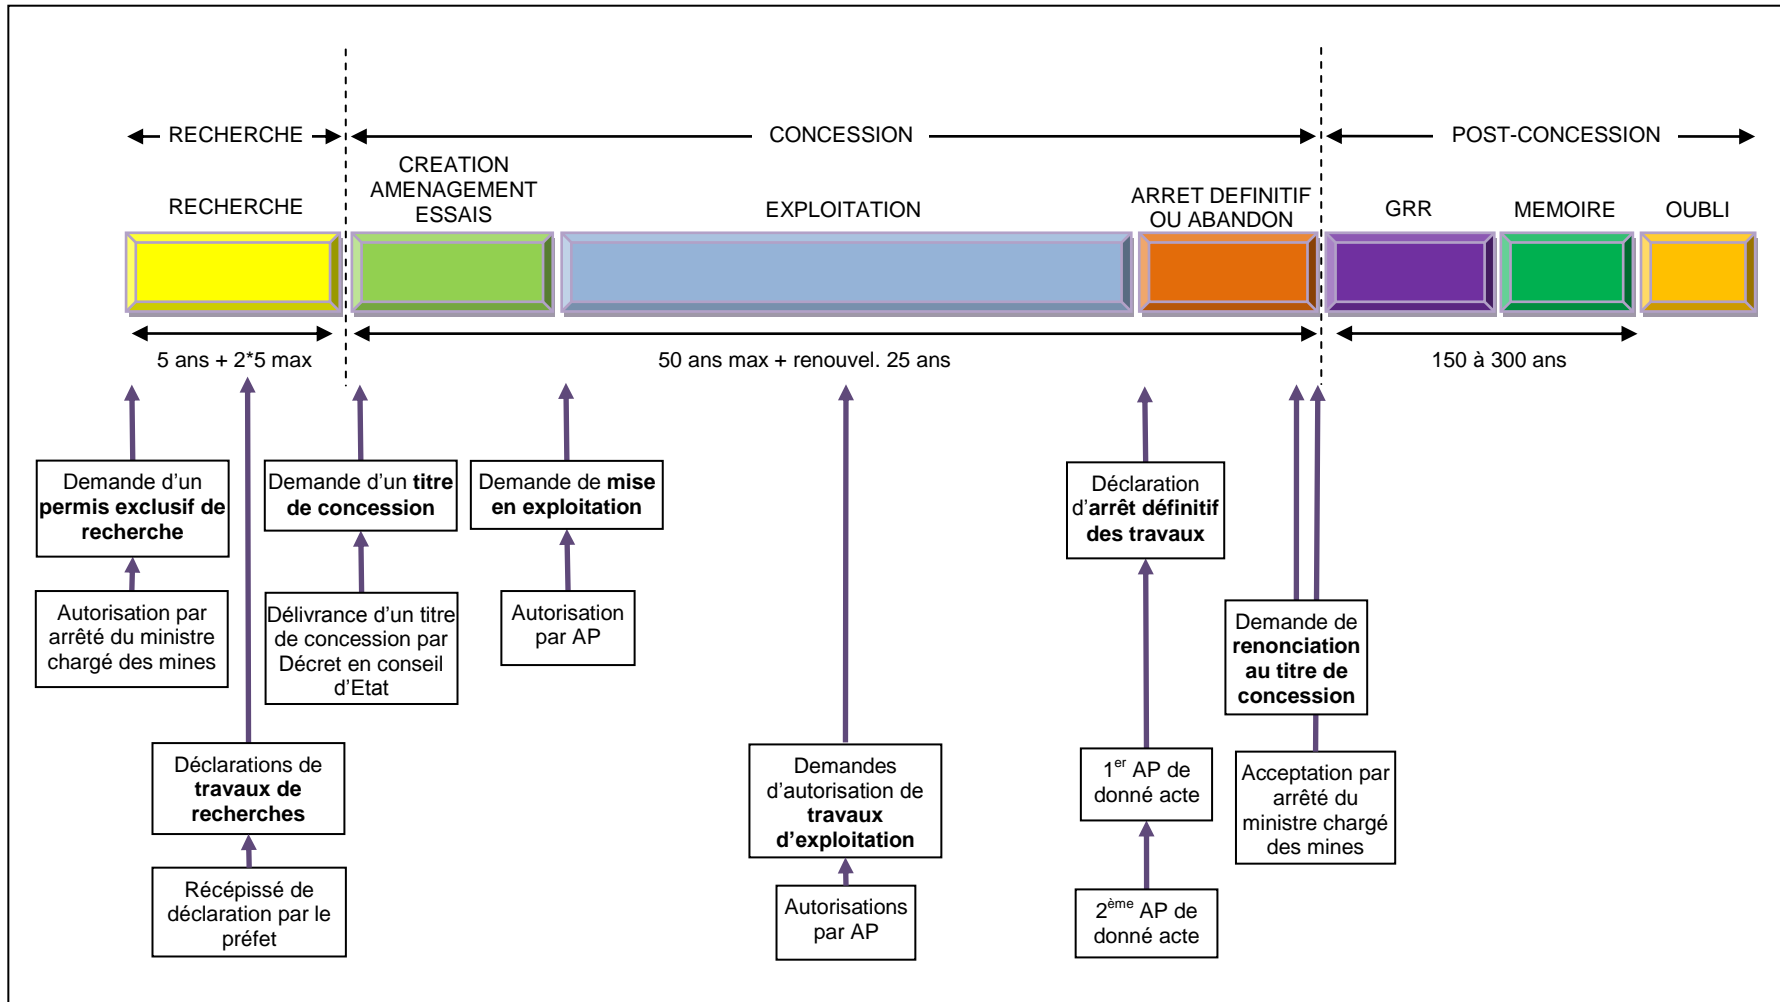 RECHERCHE
CONCESSION
POST-CONCESSION
RECHERCHE
CREATION
AMENAGEMENT
ESSAIS
EXPLOITATION
ARRET DEFINITIF
OU ABANDON
GRR
MEMOIRE
OUBLI
5 ans + 2*5 max
50 ans max + renouvel. 25 ans
150 à 300 ans
Demande d’un
permis exclusif de
recherche
Demande d’un titre
de concession
Demande de mise
en exploitation
Déclaration
d’arrêt définitif
des travaux
Autorisation par
arrêté du ministre
chargé des mines
Délivrance d’un titre
de concession par
Décret en conseil
d’Etat
Autorisation
par AP
Demande de
renonciation
au titre de
concession
Déclarations de
travaux de
recherches
Demandes
d’autorisation de
travaux
d’exploitation
1er AP de
donné acte
Acceptation par
arrêté du
ministre chargé
des mines
Récépissé de
déclaration par le
préfet
Autorisations
par AP
2ème AP de
donné acte